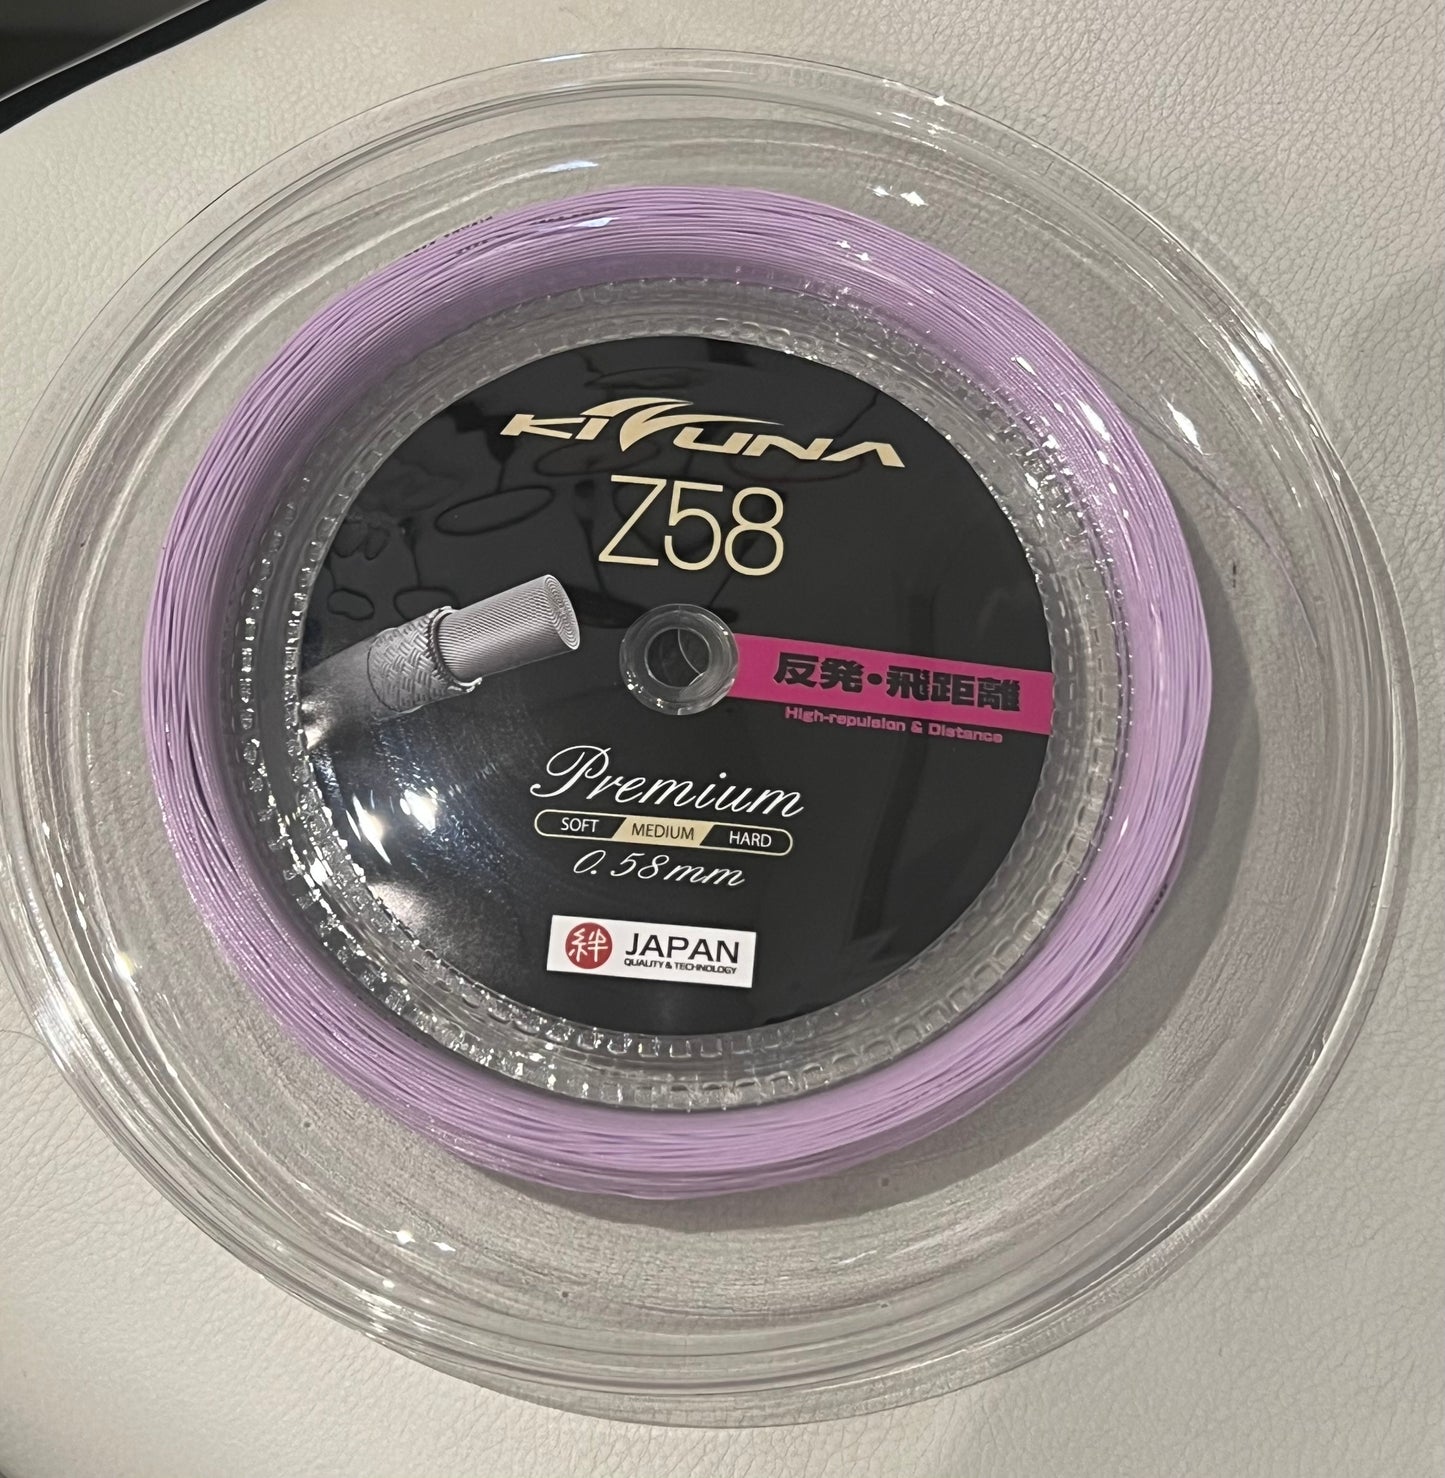 KIZUNA
Z58
反発・飛距離
High-repulsion & Distance
Premium
SOFT MEDIUM HARD
0.58mm
絆 JAPAN
QUALITY & TECHNOLOGY